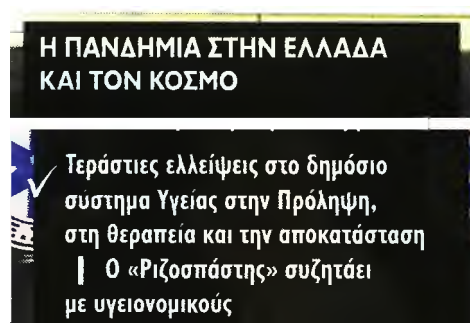 Η ΠΑΝΔΗΜΙΑ ΣΤΗΝ ΕΛΛΑΔΑ
ΚΑΙ ΤΟΝ ΚΟΣΜΟ
Τεράστιες ελλείψεις στο δημόσιο
σύστημα Υγείας στην Πρόληψη,
στη θεραπεία και την αποκατάσταση
Ο «Ριζοσπάστης» συζητάει
με υγειονομικούς